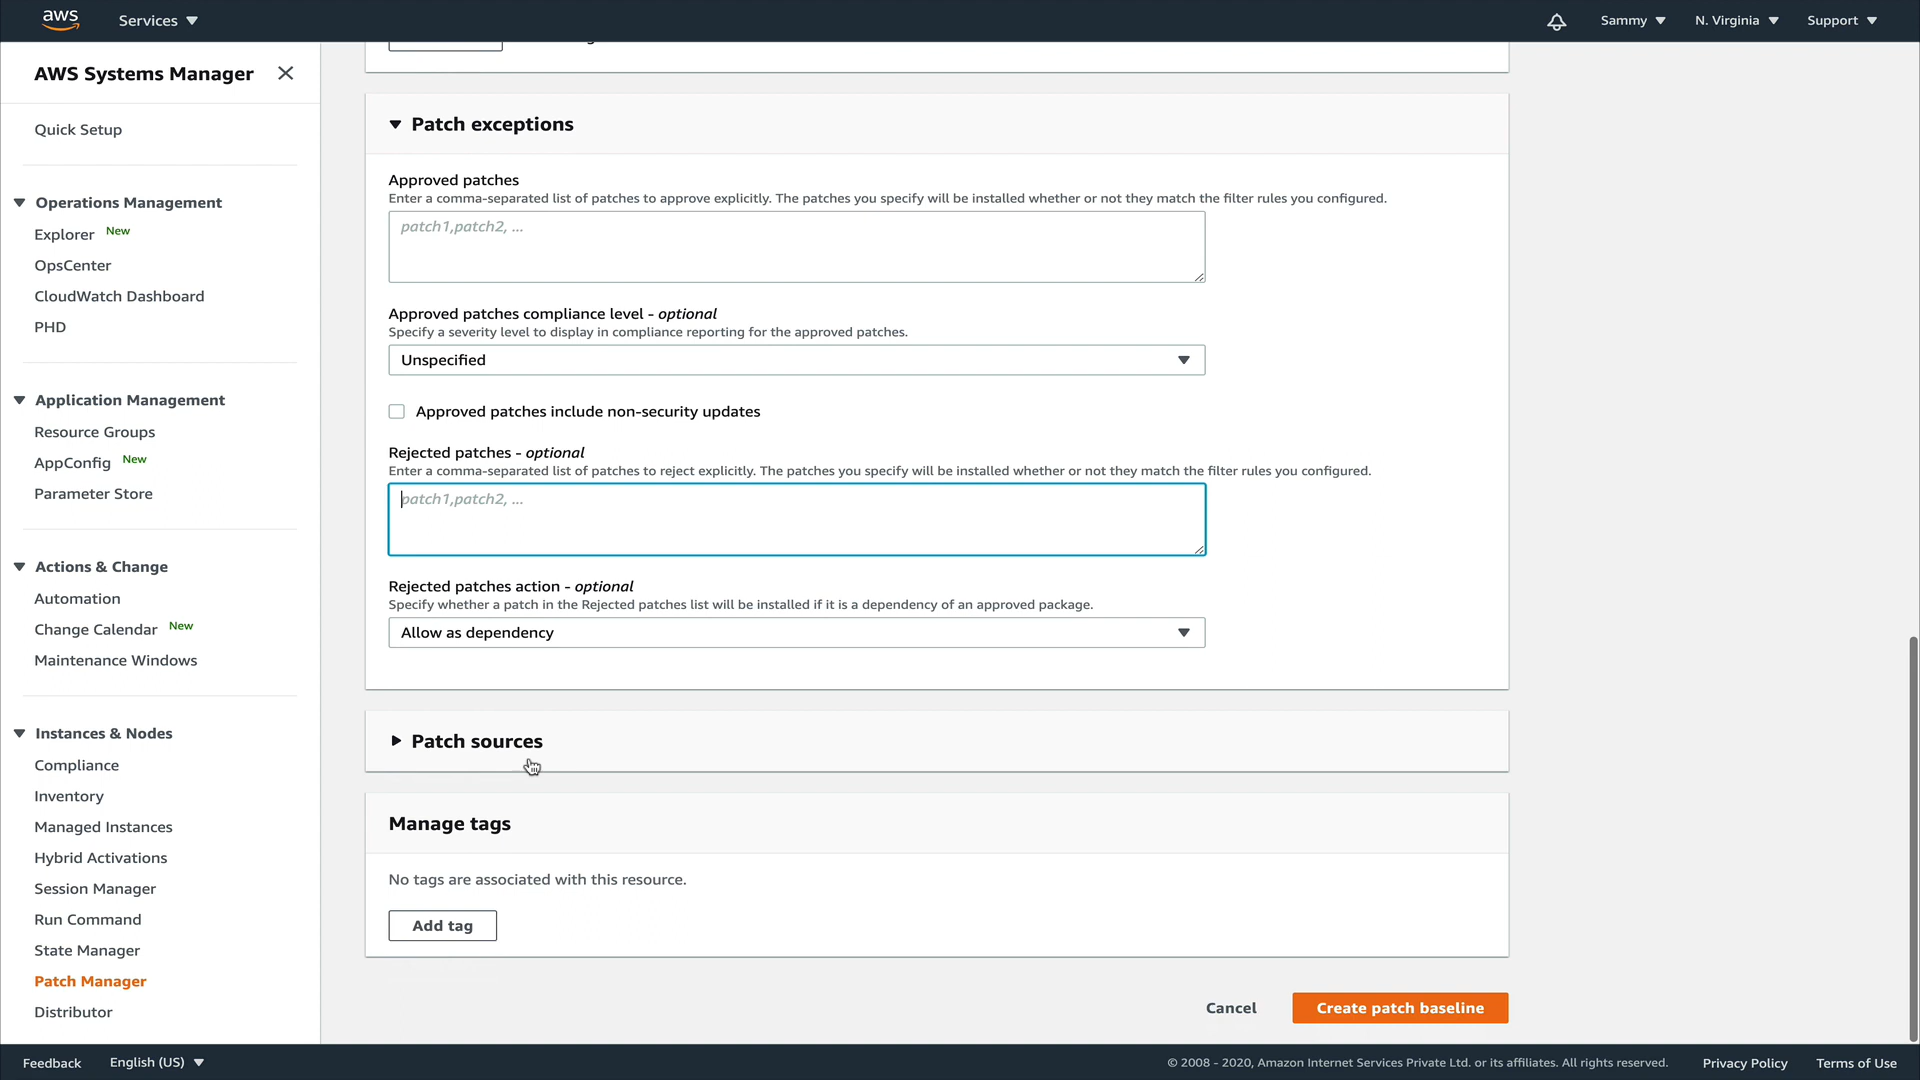 aws
Services
Sammy
N. Virginia
Support
AWS Systems Manager
Quick Setup
Operations Management
Explorer New
OpsCenter
CloudWatch Dashboard
PHD
Application Management
Resource Groups
AppConfig New
Parameter Store
Actions & Change
Automation
Change Calendar New
Maintenance Windows
Instances & Nodes
Compliance
Inventory
Managed Instances
Hybrid Activations
Session Manager
Run Command
State Manager
Patch Manager
Distributor
Patch exceptions
Approved patches
Enter a comma-separated list of patches to approve explicitly. The patches you specify will be installed whether or not they match the filter rules you configured.
patch1,patch2, ...
Approved patches compliance level - optional
Specify a severity level to display in compliance reporting for the approved patches.
Unspecified
Approved patches include non-security updates
Rejected patches - optional
Enter a comma-separated list of patches to reject explicitly. The patches you specify will be installed whether or not they match the filter rules you configured.
patch1,patch2, ...
Rejected patches action - optional
Specify whether a patch in the Rejected patches list will be installed if it is a dependency of an approved package.
Allow as dependency
Patch sources
Manage tags
No tags are associated with this resource.
Add tag
Cancel
Create patch baseline
Feedback
English (US)
© 2008 - 2020, Amazon Internet Services Private Ltd. or its affiliates. All rights reserved.
Privacy Policy
Terms of Use